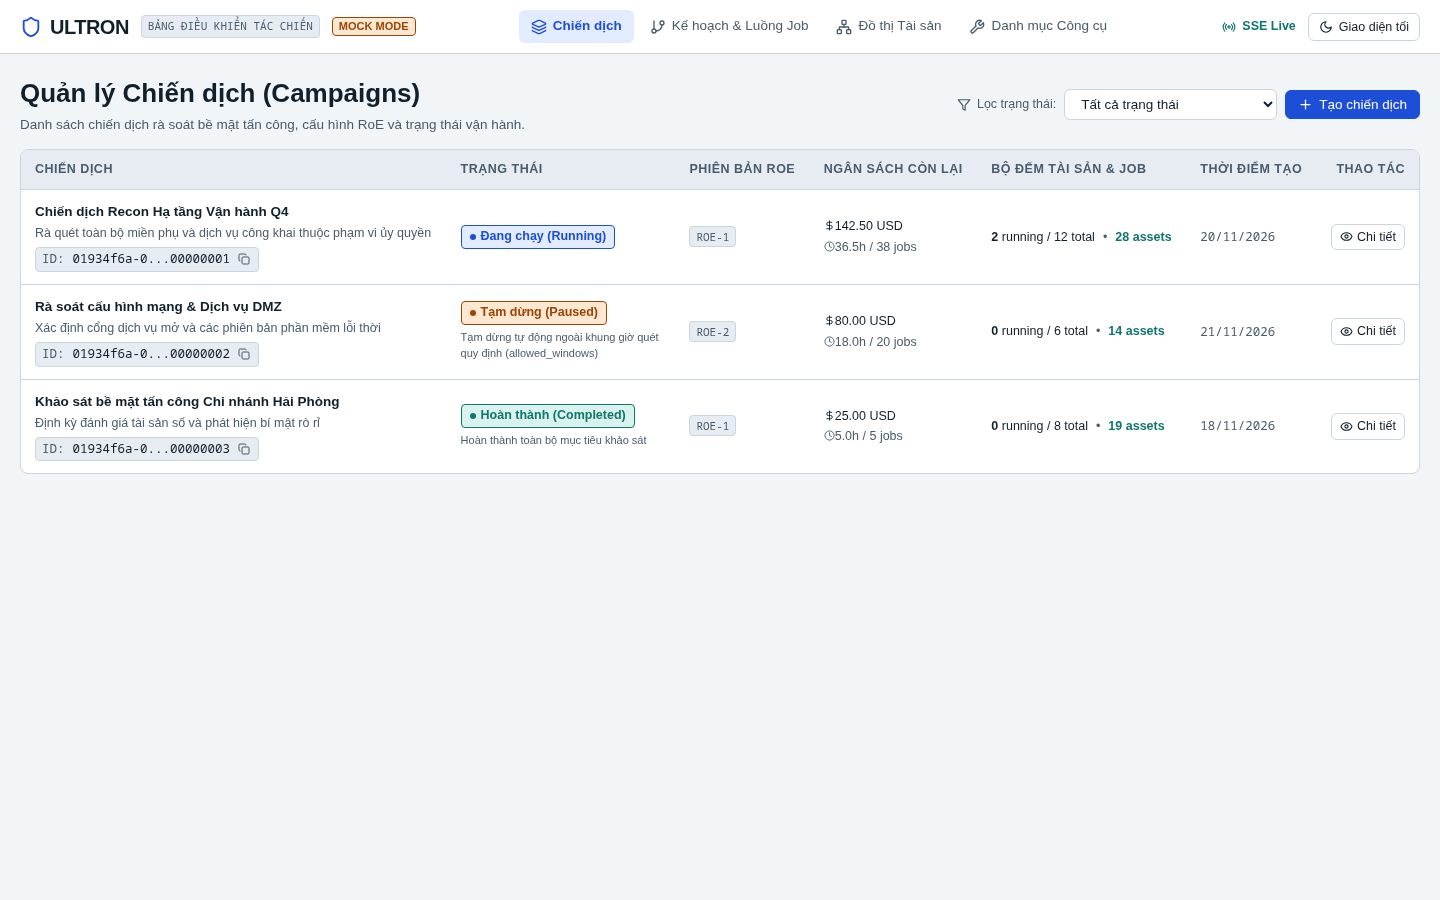 ULTRON
BẢNG ĐIỀU KHIỂN TÁC CHIẾN
MOCK MODE
Chiến dịch
Kế hoạch & Luồng Job
Đồ thị Tài sản
Danh mục Công cụ
SSE Live
Giao diện tối
Quản lý Chiến dịch (Campaigns)
Danh sách chiến dịch rà soát bề mặt tấn công, cấu hình RoE và trạng thái vận hành.
Lọc trạng thái:
Tất cả trạng thái
Tạo chiến dịch
CHIẾN DỊCH
TRẠNG THÁI
PHIÊN BẢN ROE
NGÂN SÁCH CÒN LẠI
BỘ ĐẾM TÀI SẢN & JOB
THỜI ĐIỂM TẠO
THAO TÁC
Chiến dịch Recon Hạ tầng Vận hành Q4
Rà quét toàn bộ miền phụ và dịch vụ công khai thuộc phạm vi ủy quyền
ID: 01934f6a-0...00000001
Đang chạy (Running)
ROE-1
$142.50 USD
36.5h / 38 jobs
2 running / 12 total • 28 assets
20/11/2026
Chi tiết
Rà soát cấu hình mạng & Dịch vụ DMZ
Xác định cổng dịch vụ mở và các phiên bản phần mềm lỗi thời
ID: 01934f6a-0...00000002
Tạm dừng (Paused)
Tạm dừng tự động ngoài khung giờ quét
quy định (allowed_windows)
ROE-2
$80.00 USD
18.0h / 20 jobs
0 running / 6 total • 14 assets
21/11/2026
Chi tiết
Khảo sát bề mặt tấn công Chi nhánh Hải Phòng
Định kỳ đánh giá tài sản số và phát hiện bí mật rò rỉ
ID: 01934f6a-0...00000003
Hoàn thành (Completed)
Hoàn thành toàn bộ mục tiêu khảo sát
ROE-1
$25.00 USD
5.0h / 5 jobs
0 running / 8 total • 19 assets
18/11/2026
Chi tiết